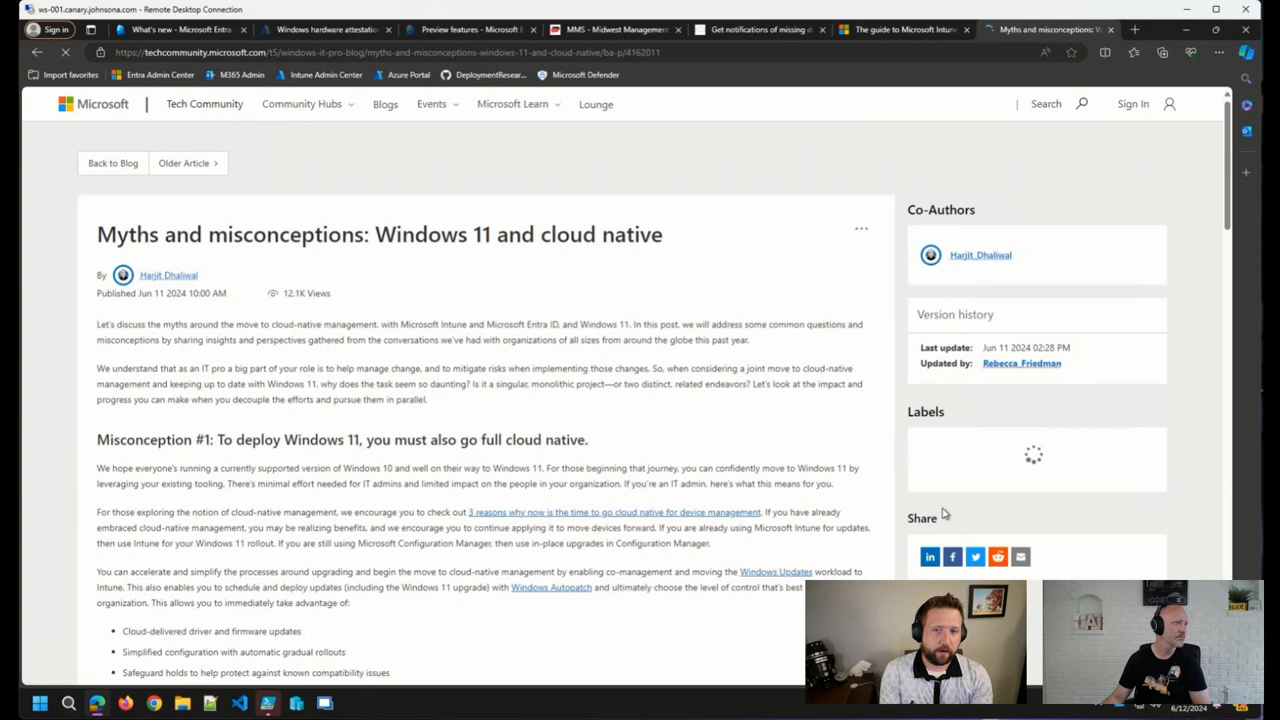 ws-001.canary.johnsona.com - Remote Desktop Connection
Sign in
What's new - Microsoft Entra
Windows hardware attestatio
Preview features - Microsoft E
MMS - Midwest Management
Get notifications of missing d
The guide to Microsoft Intune
Myths and misconceptions: W
https://techcommunity.microsoft.com/t5/windows-it-pro-blog/myths-and-misconceptions-windows-11-and-cloud-native/ba-p/4162011
Import favorites
Entra Admin Center
M365 Admin
Intune Admin Center
Azure Portal
DeploymentResear...
Microsoft Defender
Microsoft
Tech Community
Community Hubs
Blogs
Events
Microsoft Learn
Lounge
Search
Sign In
Back to Blog
Older Article
Myths and misconceptions: Windows 11 and cloud native
By Harjit_Dhaliwal
Published Jun 11 2024 10:00 AM
12.1K Views
Let's discuss the myths around the move to cloud-native management, with Microsoft Intune and Microsoft Entra ID, and Windows 11. In this post, we will address some common questions and
misconceptions by sharing insights and perspectives gathered from the conversations we've had with organizations of all sizes from around the globe this past year.
We understand that as an IT pro a big part of your role is to help manage change, and to mitigate risks when implementing those changes. So, when considering a joint move to cloud-native
management and keeping up to date with Windows 11, why does the task seem so daunting? Is it a singular, monolithic project—or two distinct, related endeavors? Let's look at the impact and
progress you can make when you decouple the efforts and pursue them in parallel.
Misconception #1: To deploy Windows 11, you must also go full cloud native.
We hope everyone's running a currently supported version of Windows 10 and well on their way to Windows 11. For those beginning that journey, you can confidently move to Windows 11 by
leveraging your existing tooling. There's minimal effort needed for IT admins and limited impact on the people in your organization. If you're an IT admin, here's what this means for you.
For those exploring the notion of cloud-native management, we encourage you to check out 3 reasons why now is the time to go cloud native for device management. If you have already
embraced cloud-native management, you may be realizing benefits, and we encourage you to continue applying it to move devices forward. If you are already using Microsoft Intune for updates,
then use Intune for your Windows 11 rollout. If you are still using Microsoft Configuration Manager, then use in-place upgrades in Configuration Manager.
You can accelerate and simplify the processes around upgrading and begin the move to cloud-native management by enabling co-management and moving the Windows Updates workload to
Intune. This also enables you to schedule and deploy updates (including the Windows 11 upgrade) with Windows Autopatch and ultimately choose the level of control that's best
organization. This allows you to immediately take advantage of:
• Cloud-delivered driver and firmware updates
• Simplified configuration with automatic gradual rollouts
• Safeguard holds to help protect against known compatibility issues
Co-Authors
Harjit_Dhaliwal
Version history
Last update: Jun 11 2024 02:28 PM
Updated by: Rebecca_Friedman
Labels
Share
6/12/2024